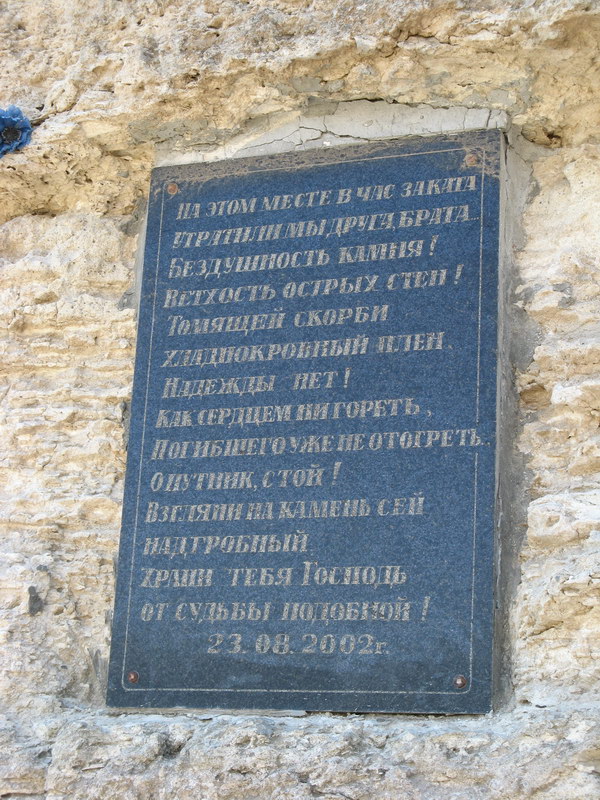 На этом месте в час заката
утратили мы друга, брата...
Бездушность камня!
Ветхость острых стен!
Томящей скорби
хладнокровный плен.
Надежды нет!
Как сердцем ни гореть,
Погибшего уже не отогреть...
О путник, стой!
Взгляни на камень сей
надгробный
храни тебя Господь
от судьбы подобной!
23.08.2002г.